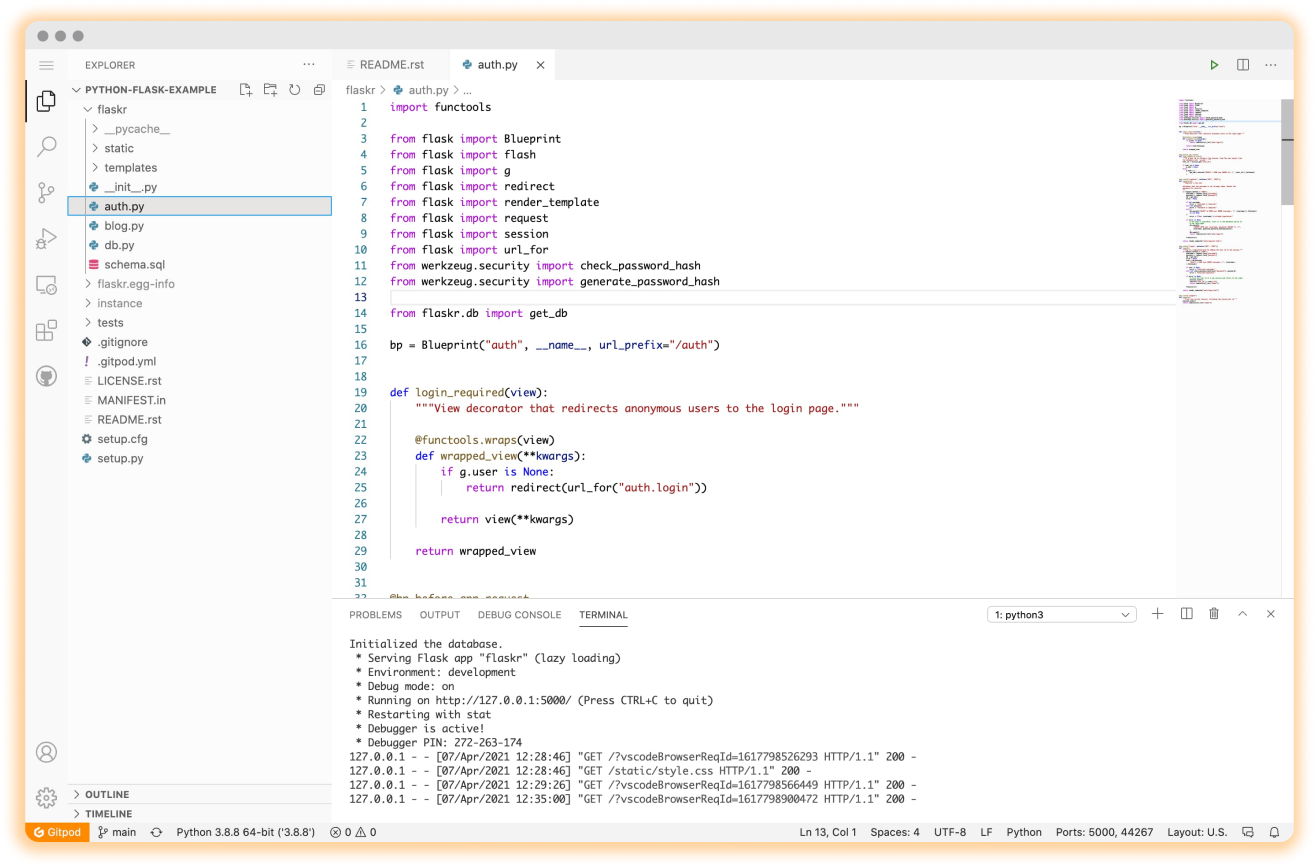 EXPLORER ...
README.rst
auth.py
PYTHON-FLASK-EXAMPLE
flaskr > auth.py > ...
flaskr
__pycache__
static
templates
__init__.py
auth.py
blog.py
db.py
schema.sql
flaskr.egg-info
instance
tests
.gitignore
! .gitpod.yml
LICENSE.rst
MANIFEST.in
README.rst
setup.cfg
setup.py
OUTLINE
TIMELINE
1 import functools
2
3 from flask import Blueprint
4 from flask import flash
5 from flask import g
6 from flask import redirect
7 from flask import render_template
8 from flask import request
9 from flask import session
10 from flask import url_for
11 from werkzeug.security import check_password_hash
12 from werkzeug.security import generate_password_hash
13
14 from flaskr.db import get_db
15
16 bp = Blueprint("auth", __name__, url_prefix="/auth")
17
18
19 def login_required(view):
20 """View decorator that redirects anonymous users to the login page."""
21
22 @functools.wraps(view)
23 def wrapped_view(**kwargs):
24 if g.user is None:
25 return redirect(url_for("auth.login"))
26
27 return view(**kwargs)
28
29 return wrapped_view
30
31
32 @bp.before_app_request
PROBLEMS OUTPUT DEBUG CONSOLE TERMINAL 1: python3
Initialized the database.
* Serving Flask app "flaskr" (lazy loading)
* Environment: development
* Debug mode: on
* Running on http://127.0.0.1:5000/ (Press CTRL+C to quit)
* Restarting with stat
* Debugger is active!
* Debugger PIN: 272-263-174
127.0.0.1 - - [07/Apr/2021 12:28:46] "GET /?vscodeBrowserReqId=1617798526293 HTTP/1.1" 200 -
127.0.0.1 - - [07/Apr/2021 12:28:46] "GET /static/style.css HTTP/1.1" 200 -
127.0.0.1 - - [07/Apr/2021 12:29:26] "GET /?vscodeBrowserReqId=1617798566449 HTTP/1.1" 200 -
127.0.0.1 - - [07/Apr/2021 12:35:00] "GET /?vscodeBrowserReqId=1617798900472 HTTP/1.1" 200 -
Gitpod main Python 3.8.8 64-bit ('3.8.8') 0 0 Ln 13, Col 1 Spaces: 4 UTF-8 LF Python Ports: 5000, 44267 Layout: U.S.